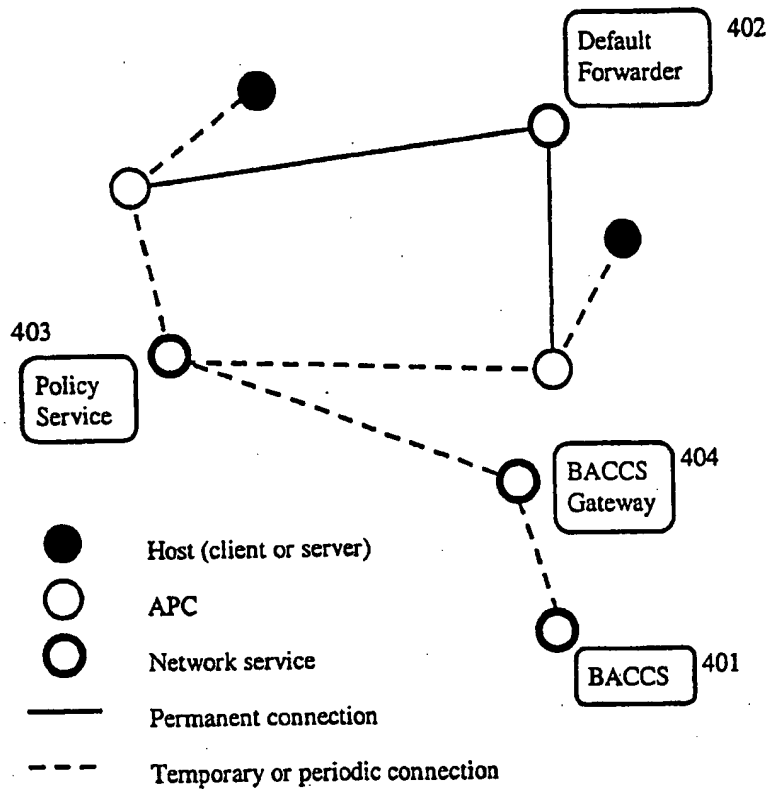 402
Default
Forwarder
403
Policy
Service
BACCS
Gateway
404
BACCS
401
Host (client or server)
APC
Network service
Permanent connection
Temporary or periodic connection